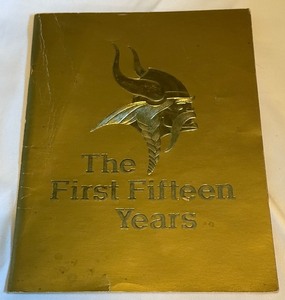 The
First Fifteen
Years